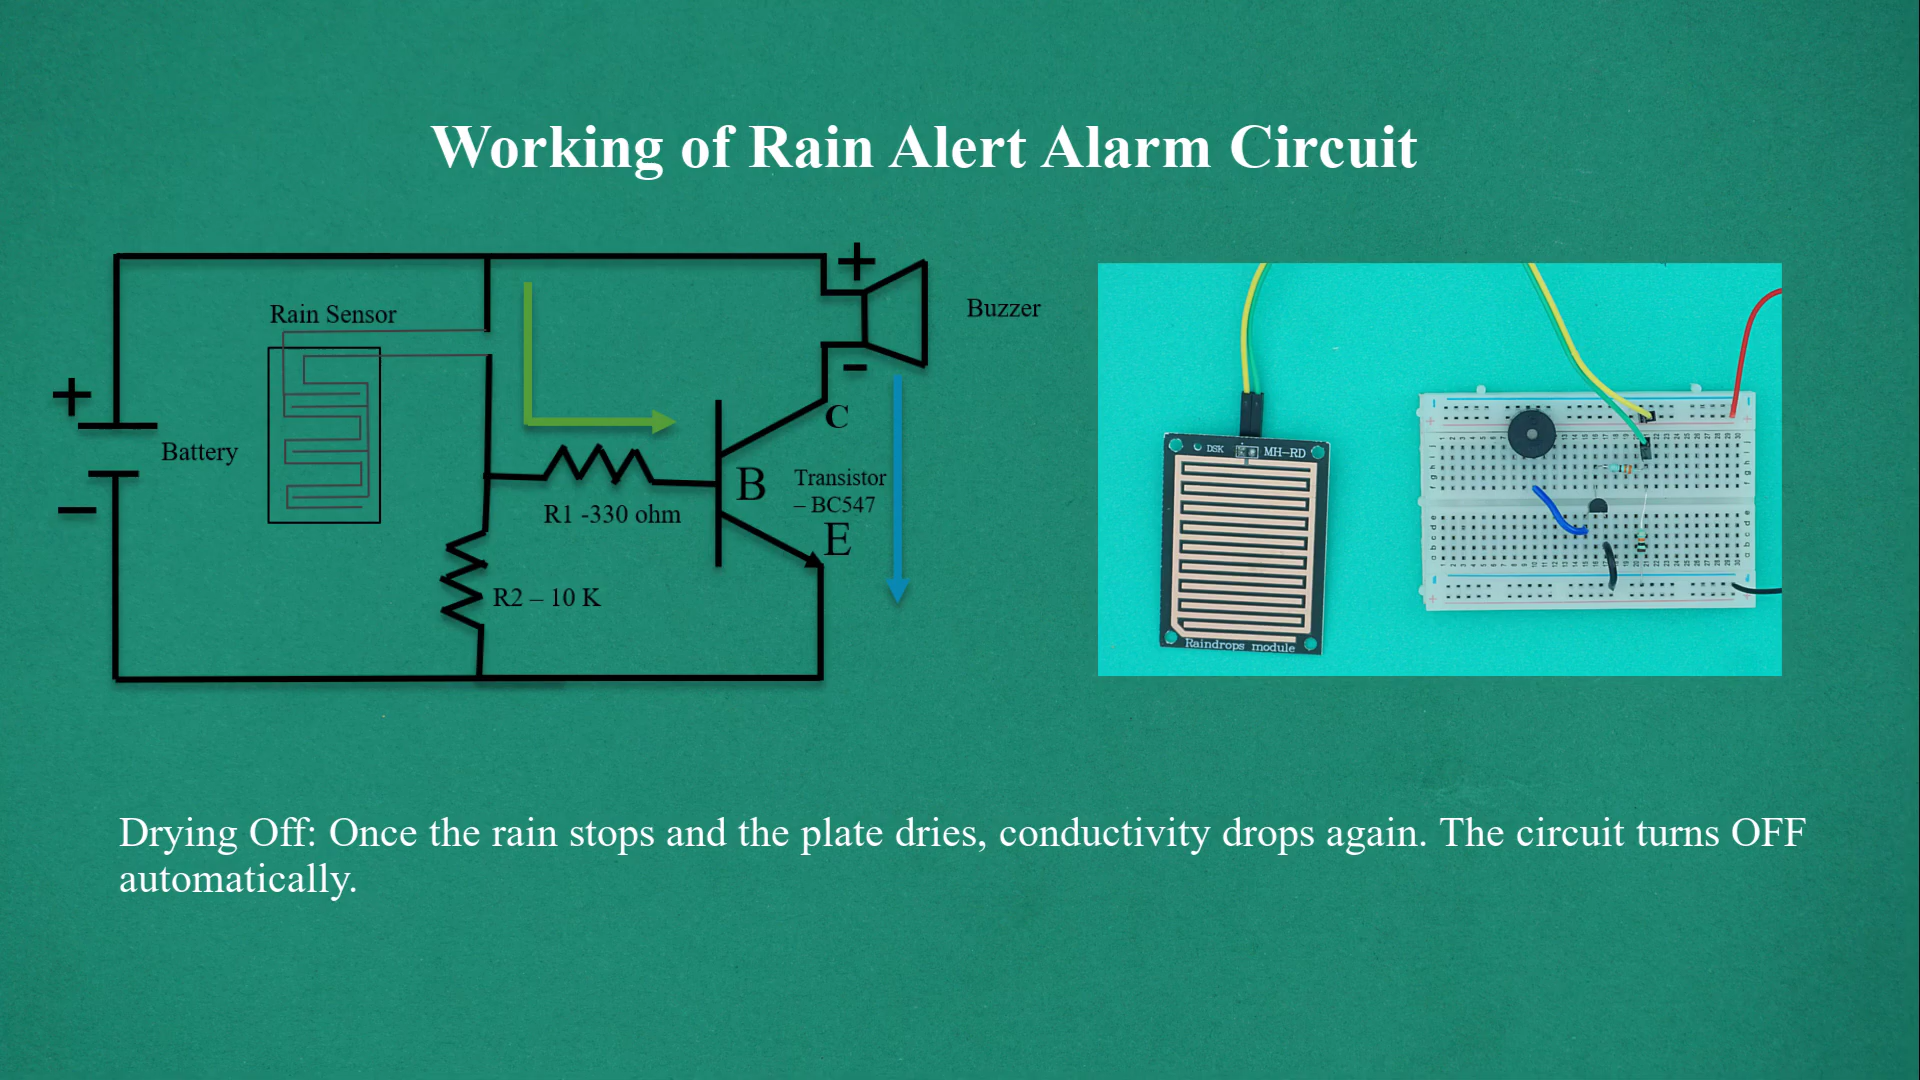 Working of Rain Alert Alarm Circuit
+
Rain Sensor
Buzzer
-
+
C
Battery
B
Transistor
– BC547
-
R1 -330 ohm
E
R2 – 10 K
DSK
MH-RD
Raindrops module
Drying Off: Once the rain stops and the plate dries, conductivity drops again. The circuit turns OFF
automatically.